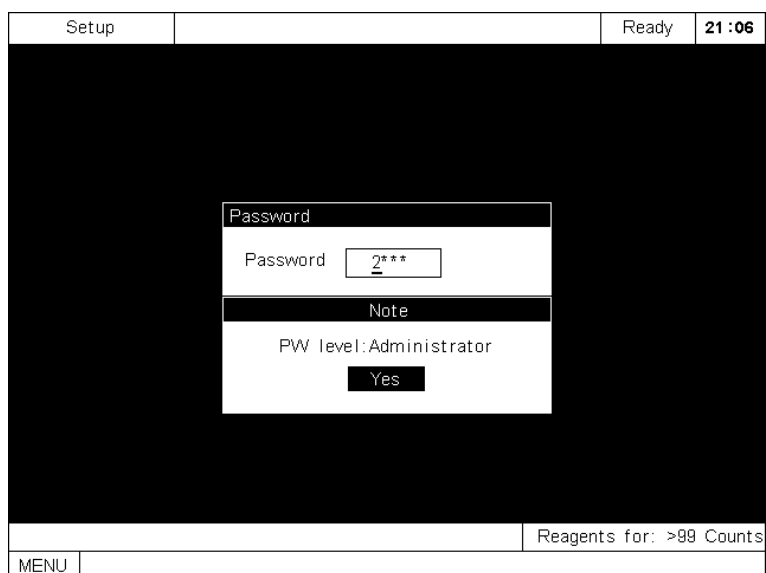 Setup Ready 21:06
Password
Password 2***
Note
PW level:Administrator
Yes
Reagents for: >99 Counts
MENU